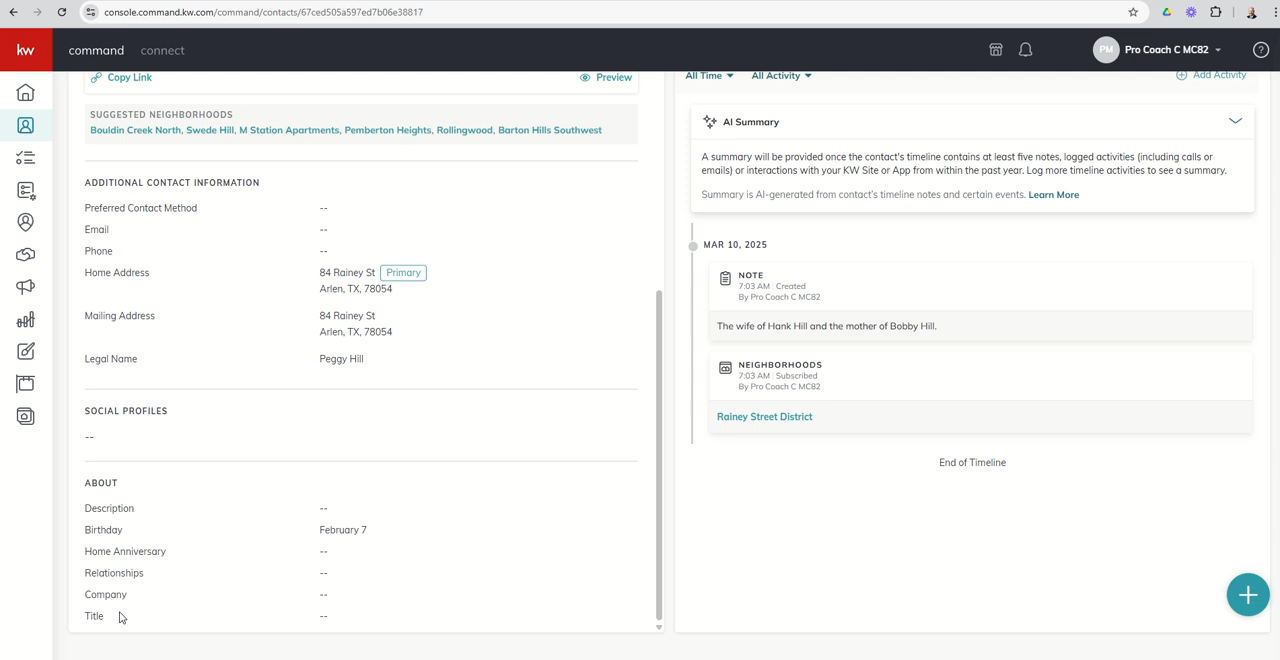 console.command.kw.com/command/contacts/67ced505a597ed7b06e38817
kw
command
connect
PM
Pro Coach C MC82
Copy Link
Preview
SUGGESTED NEIGHBORHOODS
Bouldin Creek North, Swede Hill, M Station Apartments, Pemberton Heights, Rollingwood, Barton Hills Southwest
ADDITIONAL CONTACT INFORMATION
Preferred Contact Method --
Email --
Phone --
Home Address 84 Rainey St Primary
Arlen, TX, 78054
Mailing Address 84 Rainey St
Arlen, TX, 78054
Legal Name Peggy Hill
SOCIAL PROFILES
--
ABOUT
Description --
Birthday February 7
Home Anniversary --
Relationships --
Company --
Title --
All Time All Activity Add Activity
AI Summary
A summary will be provided once the contact's timeline contains at least five notes, logged activities (including calls or
emails) or interactions with your KW Site or App from within the past year. Log more timeline activities to see a summary.
Summary is AI-generated from contact's timeline notes and certain events. Learn More
MAR 10, 2025
NOTE
7:03 AM | Created
By Pro Coach C MC82
The wife of Hank Hill and the mother of Bobby Hill.
NEIGHBORHOODS
7:03 AM | Subscribed
By Pro Coach C MC82
Rainey Street District
End of Timeline